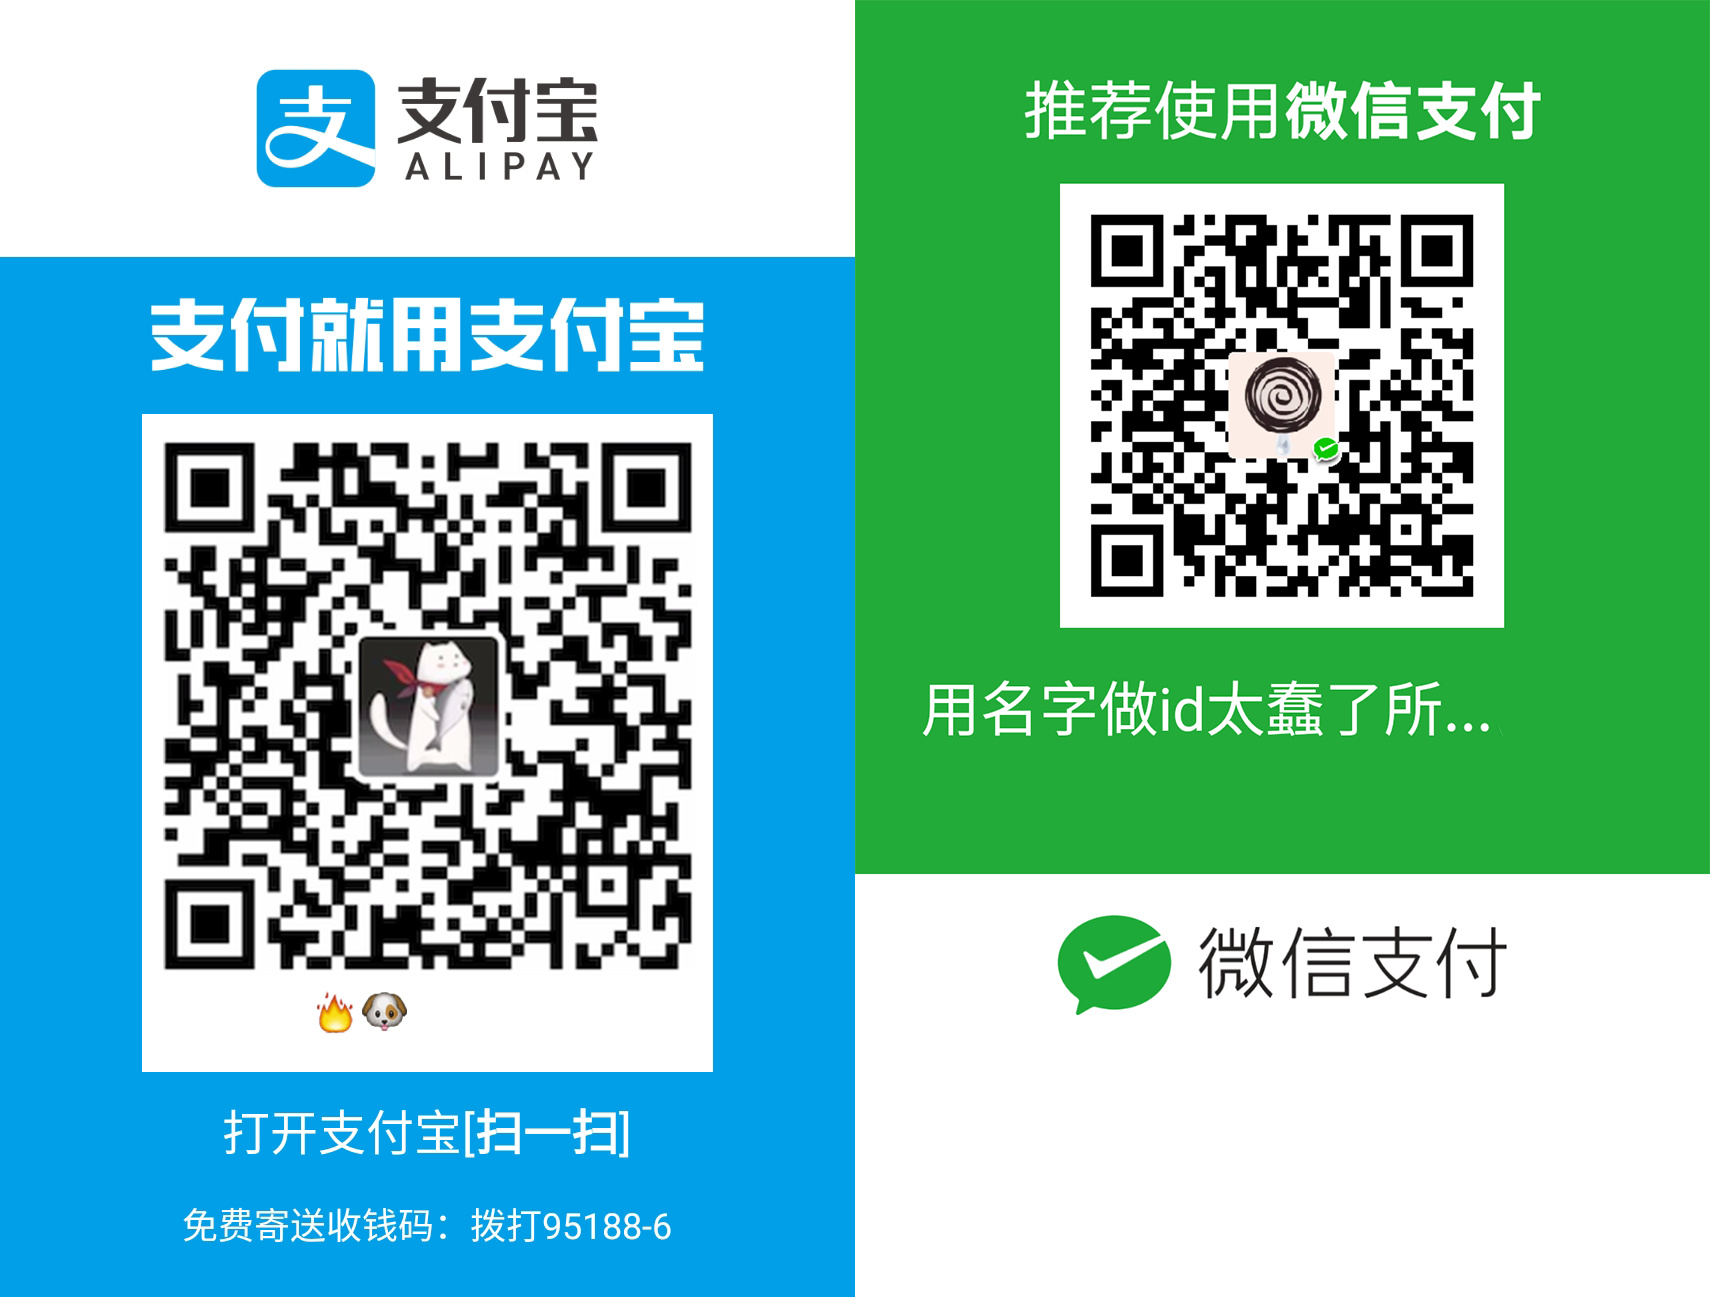 支
支付宝
ALIPAY
支付就用支付宝
打开支付宝[扫一扫]
免费寄送收钱码：拨打95188-6
推荐使用微信支付
用名字做id太蠢了所...
微信支付